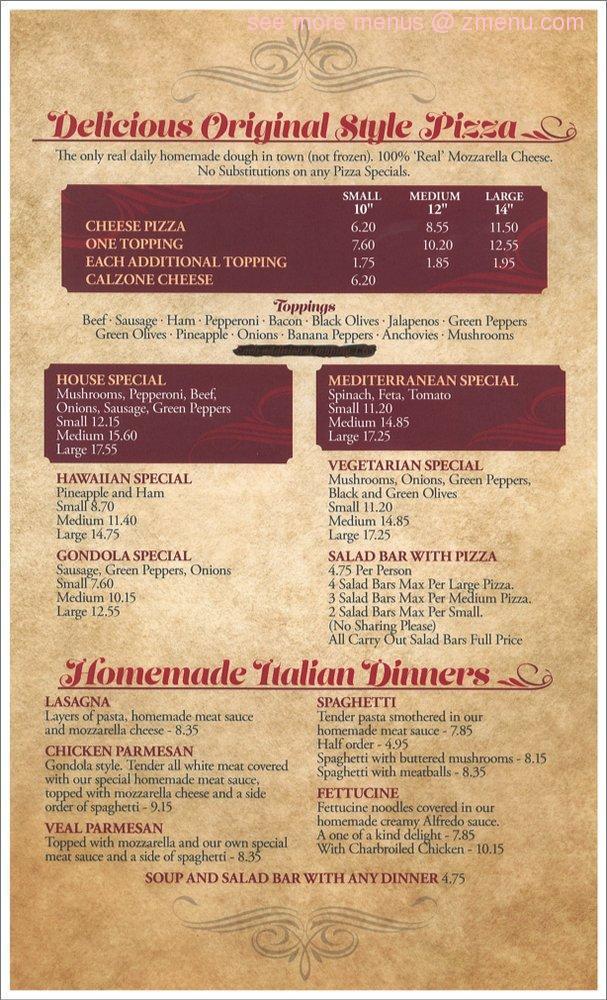 see more menus @ zmenu.com
Delicious Original Style Pizza
The only real daily homemade dough in town (not frozen). 100% 'Real' Mozzarella Cheese.
No Substitutions on any Pizza Specials.
SMALL MEDIUM LARGE
10" 12" 14"
CHEESE PIZZA 6.20 8.55 11.50
ONE TOPPING 7.60 10.20 12.55
EACH ADDITIONAL TOPPING 1.75 1.85 1.95
CALZONE CHEESE 6.20
Toppings
Beef · Sausage · Ham · Pepperoni · Bacon · Black Olives · Jalapenos · Green Peppers
Green Olives · Pineapple · Onions · Banana Peppers · Anchovies · Mushrooms
HOUSE SPECIAL
Mushrooms, Pepperoni, Beef,
Onions, Sausage, Green Peppers
Small 12.15
Medium 15.60
Large 17.55
HAWAIIAN SPECIAL
Pineapple and Ham
Small 8.70
Medium 11.40
Large 14.75
GONDOLA SPECIAL
Sausage, Green Peppers, Onions
Small 7.60
Medium 10.15
Large 12.55
MEDITERRANEAN SPECIAL
Spinach, Feta, Tomato
Small 11.20
Medium 14.85
Large 17.25
VEGETARIAN SPECIAL
Mushrooms, Onions, Green Peppers,
Black and Green Olives
Small 11.20
Medium 14.85
Large 17.25
SALAD BAR WITH PIZZA
4.75 Per Person
4 Salad Bars Max Per Large Pizza.
3 Salad Bars Max Per Medium Pizza.
2 Salad Bars Max Per Small.
(No Sharing Please)
All Carry Out Salad Bars Full Price
Homemade Italian Dinners
LASAGNA
Layers of pasta, homemade meat sauce
and mozzarella cheese - 8.35
CHICKEN PARMESAN
Gondola style. Tender all white meat covered
with our special homemade meat sauce,
topped with mozzarella cheese and a side
order of spaghetti - 9.15
VEAL PARMESAN
Topped with mozzarella and our own special
meat sauce and a side of spaghetti - 8.35
SPAGHETTI
Tender pasta smothered in our
homemade meat sauce - 7.85
Half order - 4.95
Spaghetti with buttered mushrooms - 8.15
Spaghetti with meatballs - 8.35
FETTUCINE
Fettucine noodles covered in our
homemade creamy Alfredo sauce.
A one of a kind delight - 7.85
With Charbroiled Chicken - 10.15
SOUP AND SALAD BAR WITH ANY DINNER 4.75